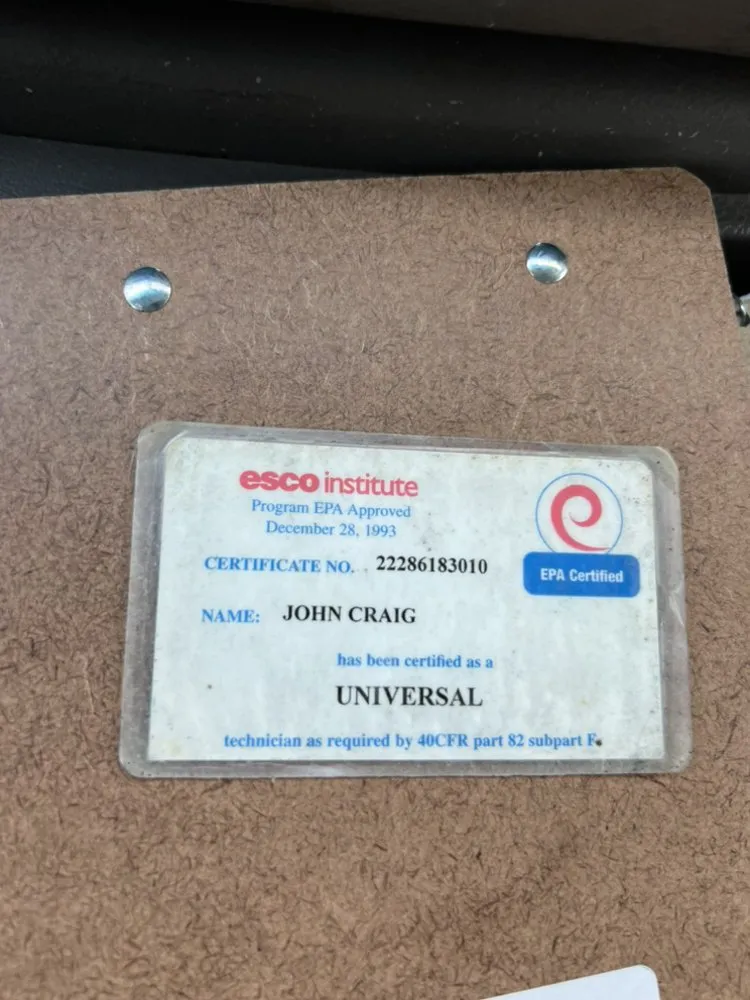 esco institute
Program EPA Approved
December 28, 1993
CERTIFICATE NO. 22286183010
EPA Certified
NAME: JOHN CRAIG
has been certified as a
UNIVERSAL
technician as required by 40CFR part 82 subpart F.